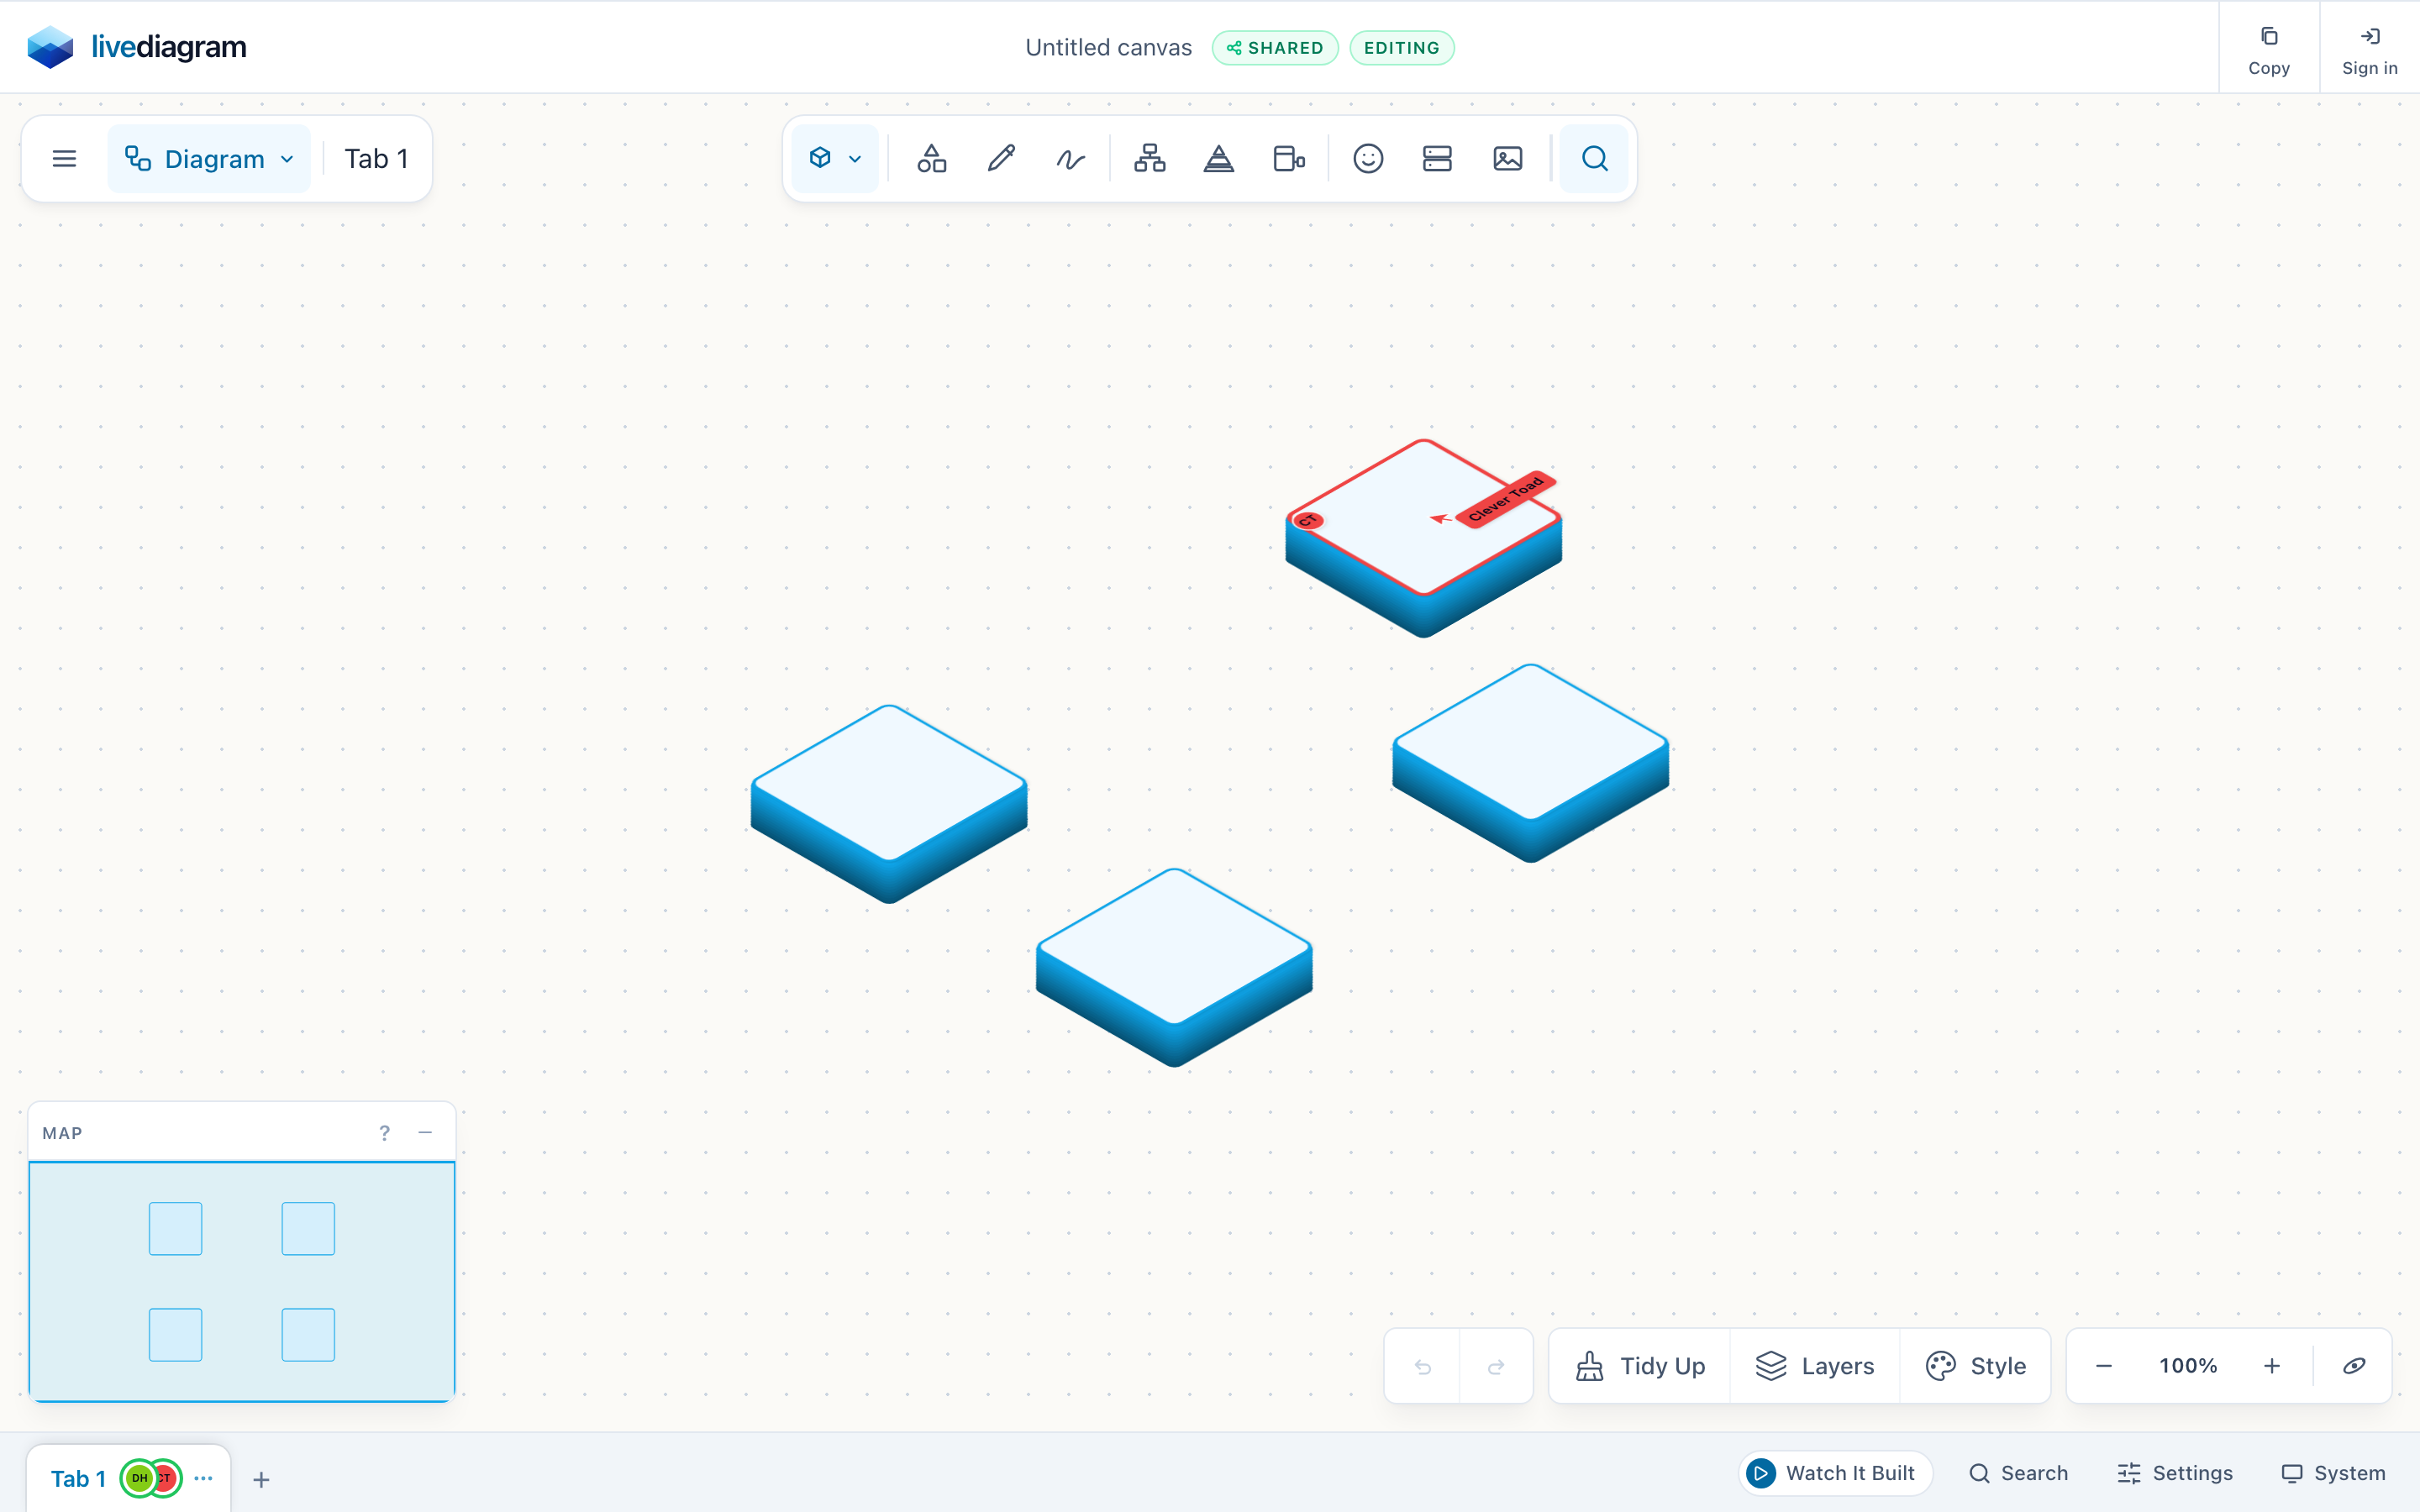 livediagram
Untitled canvas
SHARED
EDITING
Copy
Sign in
Diagram
Tab 1
Clever Toad
CT
MAP
?
Tidy Up
Layers
Style
100%
Tab 1
DH
CT
Watch It Built
Search
Settings
System